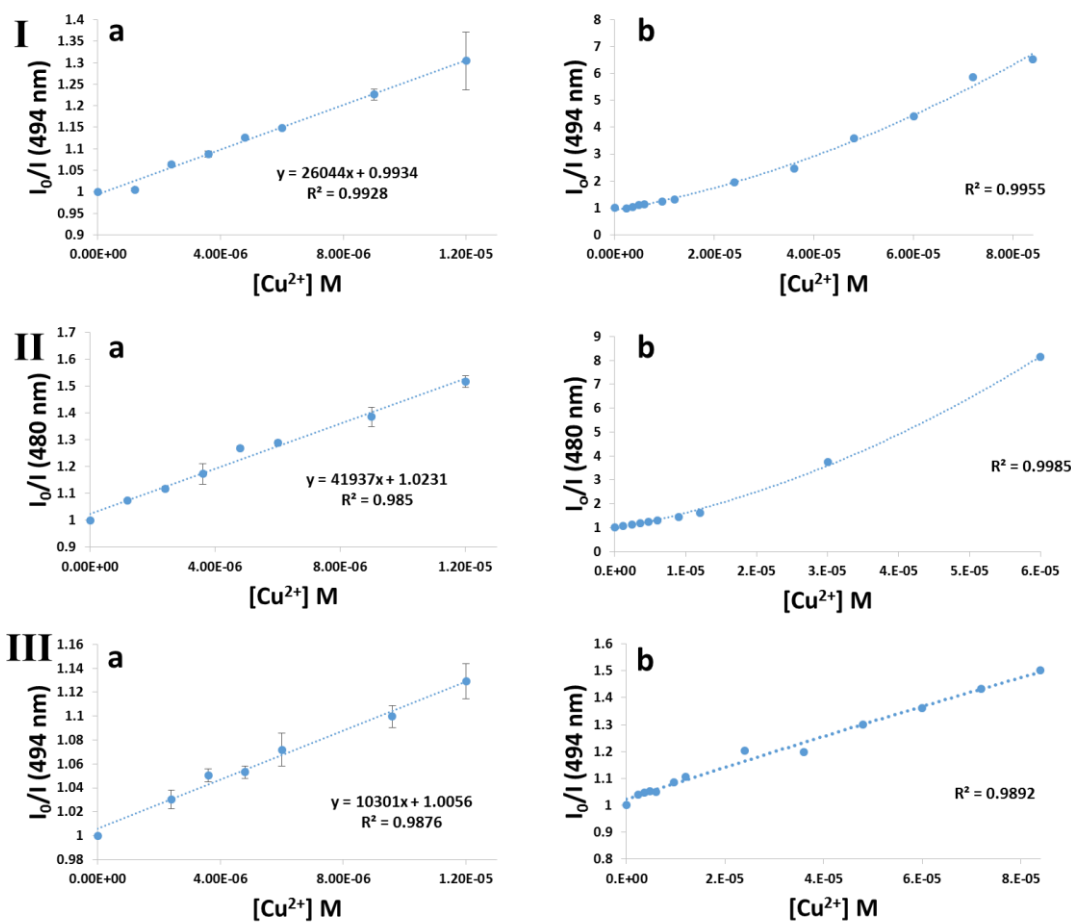 I
a
I₀/I (494 nm)
1.4
1.35
1.3
1.25
1.2
1.15
1.1
1.05
1
0.95
0.9
y = 26044x + 0.9934
R² = 0.9928
0.00E+00 4.00E-06 8.00E-06 1.20E-05
[Cu²⁺] M
b
Iₒ/I (494 nm)
8
7
6
5
4
3
2
1
0
R² = 0.9955
0.00E+00 2.00E-05 4.00E-05 6.00E-05 8.00E-05
[Cu²⁺] M
II
a
I₀/I (480 nm)
1.7
1.6
1.5
1.4
1.3
1.2
1.1
1
0.9
y = 41937x + 1.0231
R² = 0.985
0.00E+00 4.00E-06 8.00E-06 1.20E-05
[Cu²⁺] M
b
Iₒ/I (480 nm)
9
8
7
6
5
4
3
2
1
0
R² = 0.9985
0.E+00 1.E-05 2.E-05 3.E-05 4.E-05 5.E-05 6.E-05
[Cu²⁺] M
III
a
I₀/I (494 nm)
1.16
1.14
1.12
1.1
1.08
1.06
1.04
1.02
1
0.98
y = 10301x + 1.0056
R² = 0.9876
0.00E+00 4.00E-06 8.00E-06 1.20E-05
[Cu²⁺] M
b
I₀/I (494 nm)
1.6
1.5
1.4
1.3
1.2
1.1
1
0.9
0.8
R² = 0.9892
0.E+00 2.E-05 4.E-05 6.E-05 8.E-05
[Cu²⁺] M